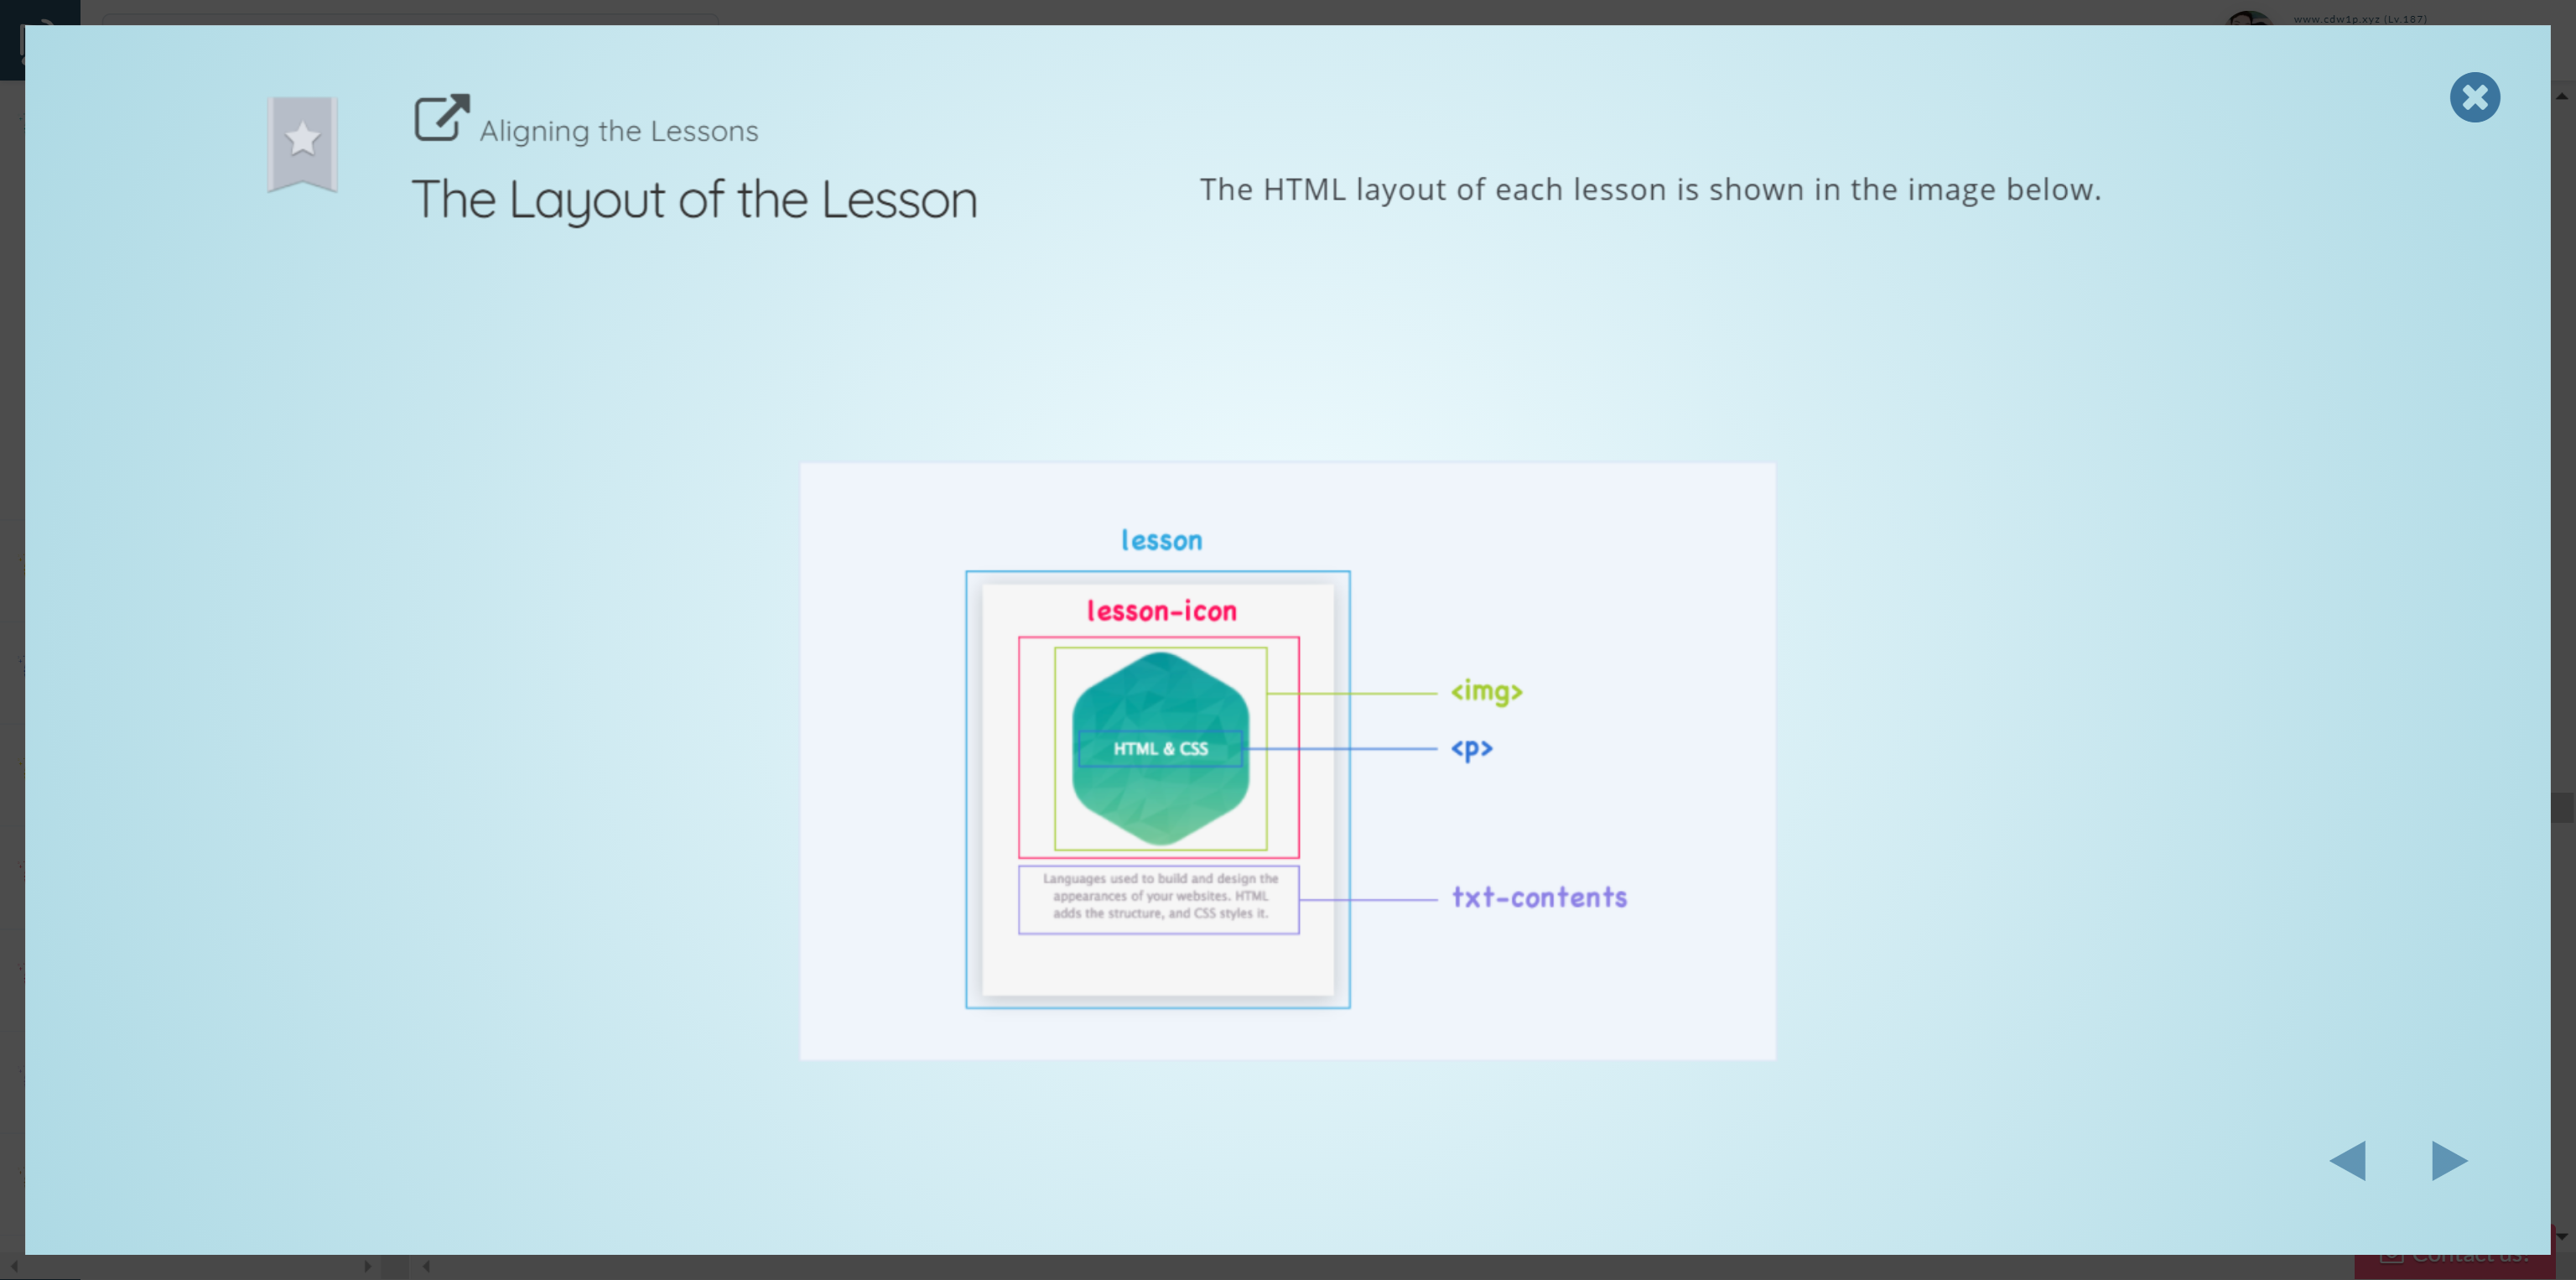 www.cdw1p.xyz (Lv.187)
Aligning the Lessons
The Layout of the Lesson
The HTML layout of each lesson is shown in the image below.
lesson
lesson-icon
<img>
HTML & CSS
<p>
Languages used to build and design the
appearances of your websites. HTML
adds the structure, and CSS styles it.
txt-contents
Contact us!